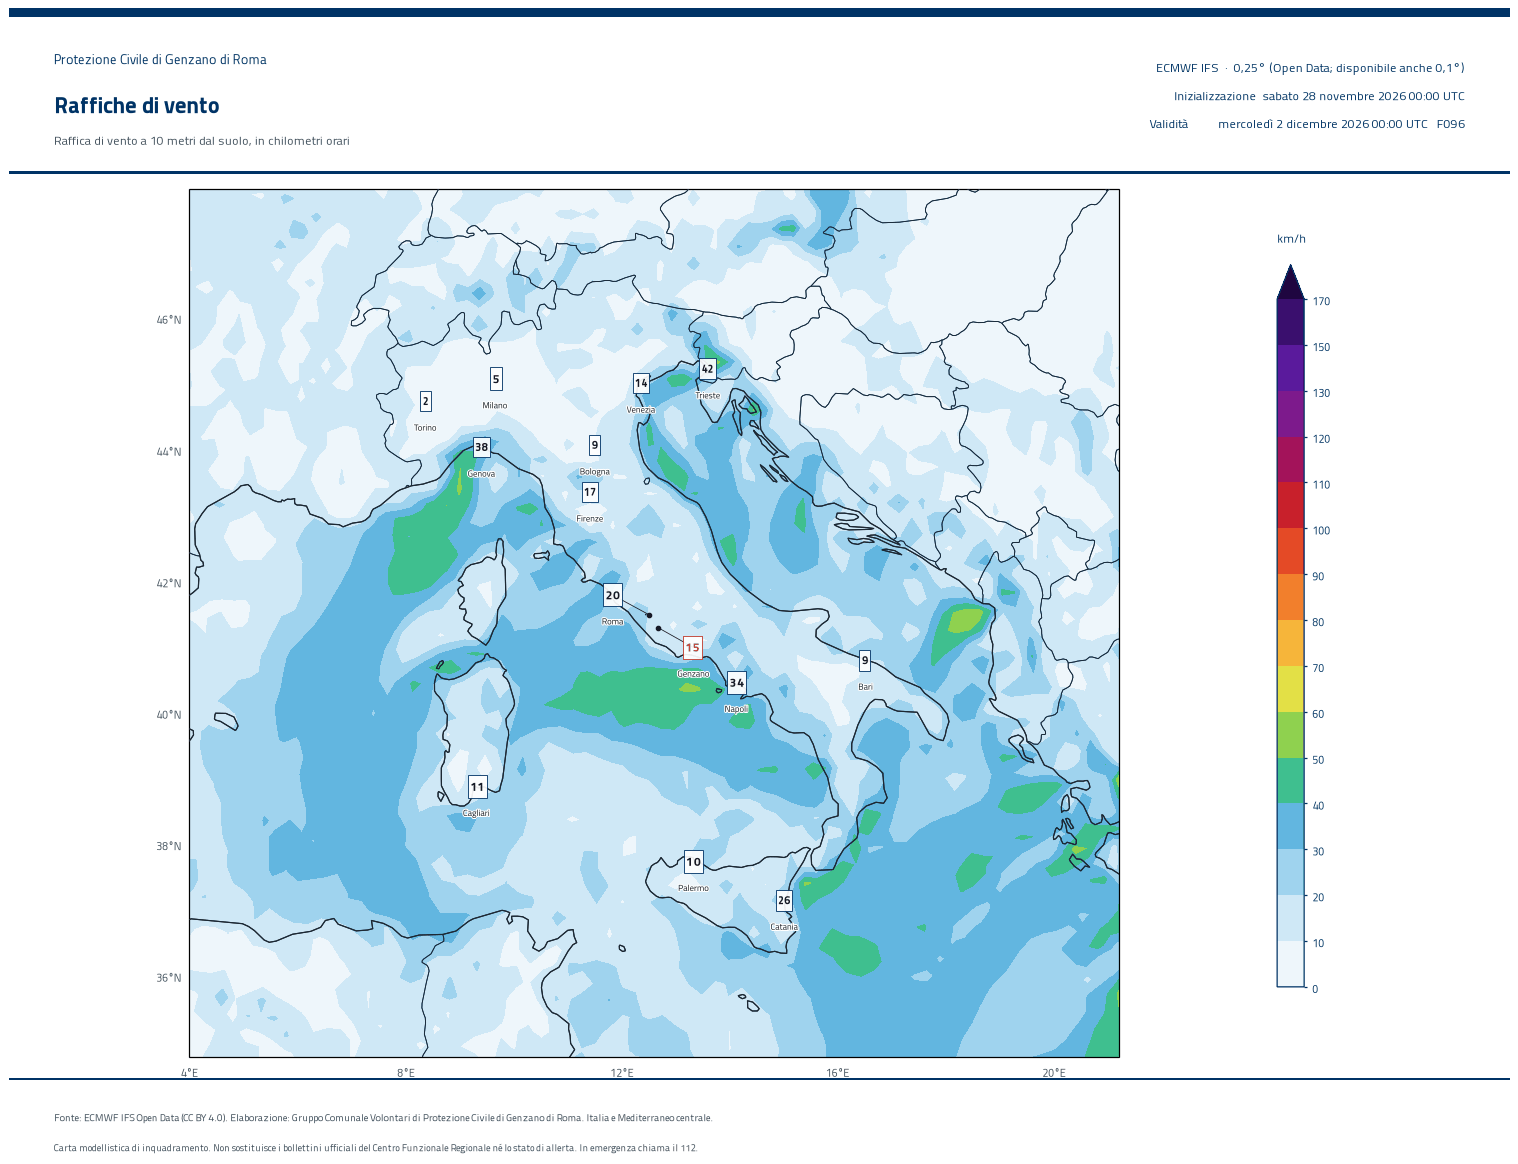 Protezione Civile di Genzano di Roma
Raffiche di vento
Raffica di vento a 10 metri dal suolo, in chilometri orari
ECMWF IFS · 0,25° (Open Data; disponibile anche 0,1°)
Inizializzazione sabato 28 novembre 2026 00:00 UTC
Validità mercoledì 2 dicembre 2026 00:00 UTC F096
km/h
170
150
130
120
110
100
90
80
70
60
50
40
30
20
10
0
46°N
44°N
42°N
40°N
38°N
36°N
4°E
8°E
12°E
16°E
20°E
42
Trieste
5
Milano
14
Venezia
2
Torino
38
Genova
9
Bologna
17
Firenze
20
Roma
15
Genzano
34
Napoli
9
Bari
11
Cagliari
10
Palermo
26
Catania
Fonte: ECMWF IFS Open Data (CC BY 4.0). Elaborazione: Gruppo Comunale Volontari di Protezione Civile di Genzano di Roma. Italia e Mediterraneo centrale.
Carta modellistica di inquadramento. Non sostituisce i bollettini ufficiali del Centro Funzionale Regionale né lo stato di allerta. In emergenza chiama il 112.